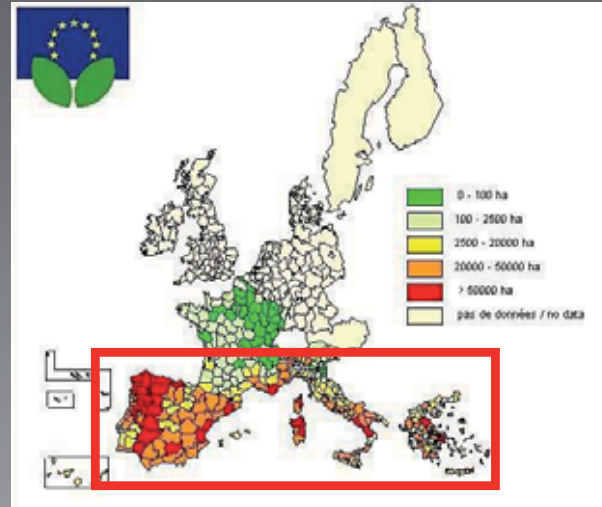 0 - 100 ha
100 - 2500 ha
2500 - 20000 ha
20000 - 50000 ha
> 50000 ha
pas de données / no data